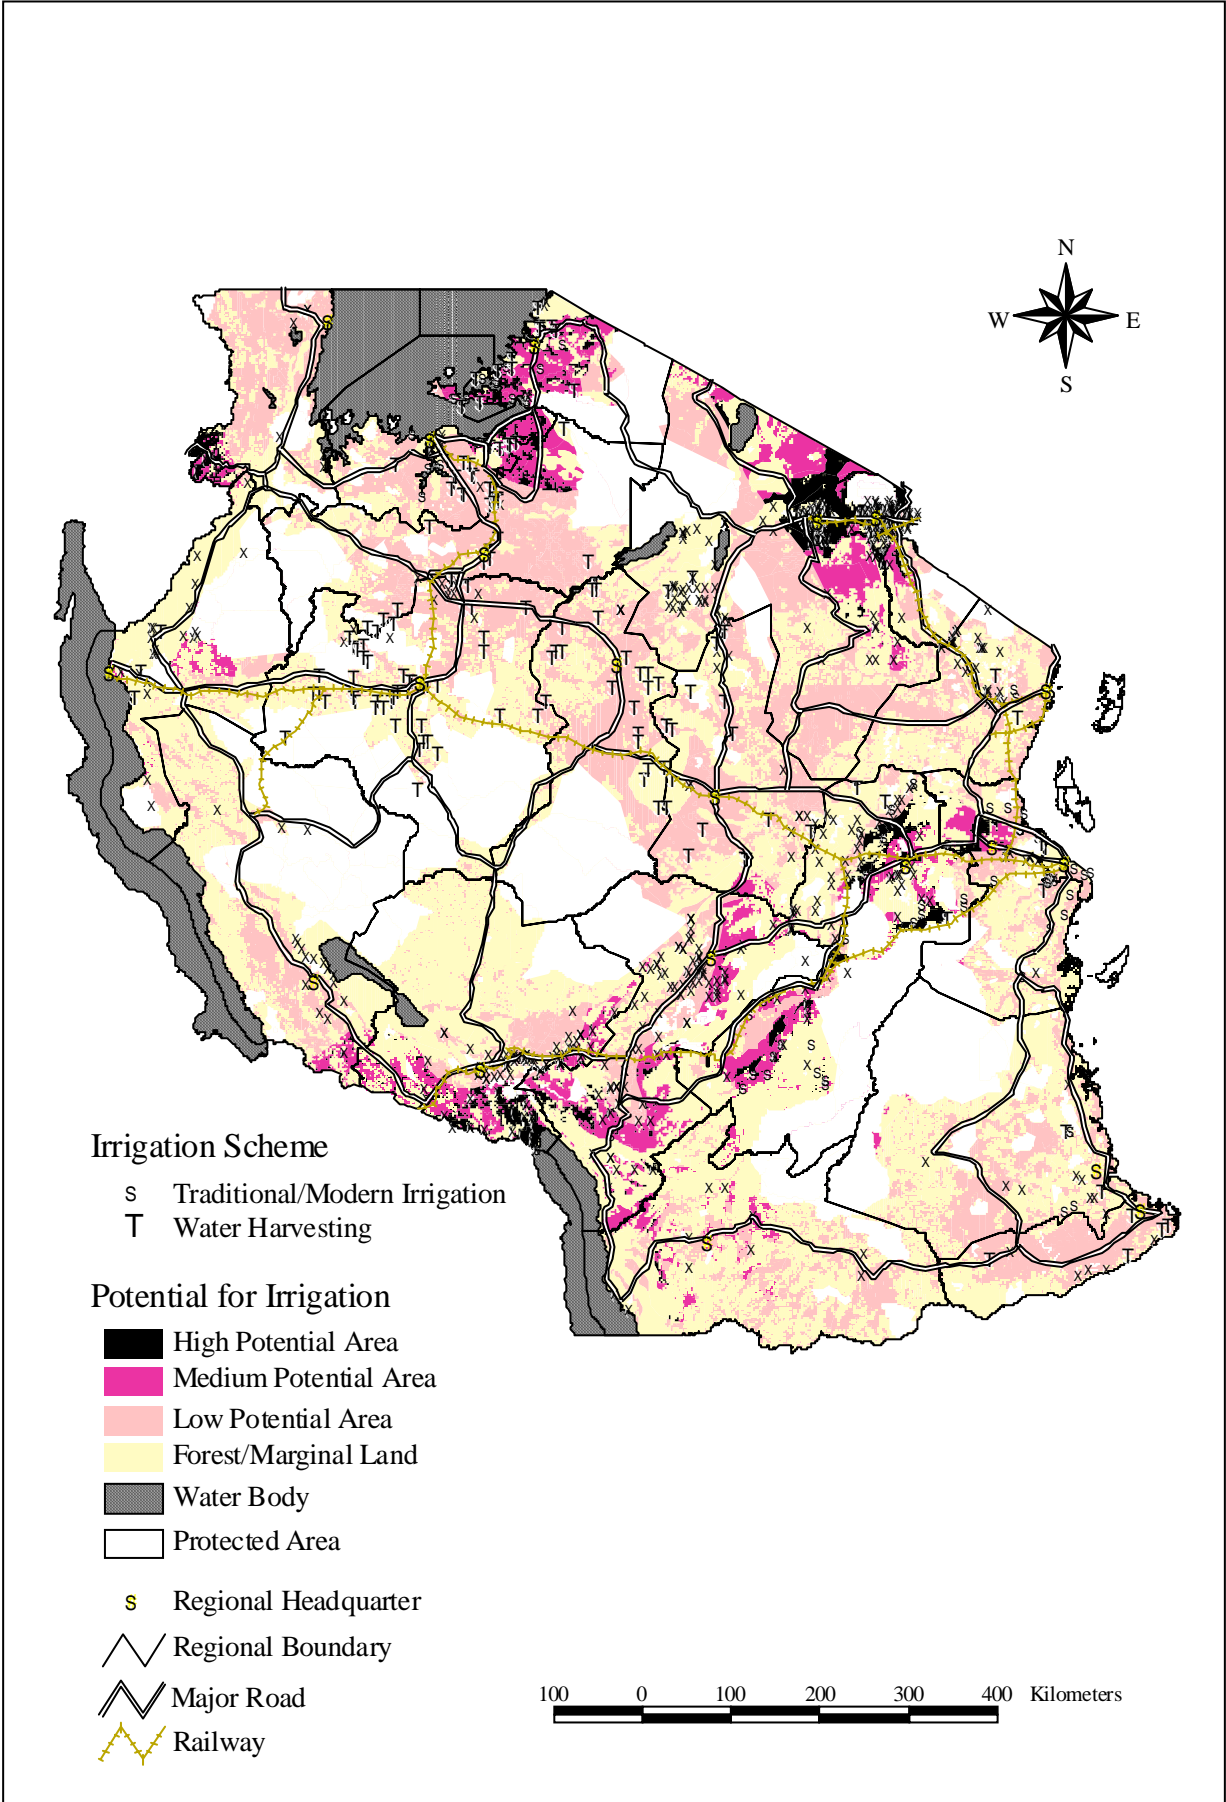 N
W E
S
Irrigation Scheme
S Traditional/Modern Irrigation
T Water Harvesting
Potential for Irrigation
High Potential Area
Medium Potential Area
Low Potential Area
Forest/Marginal Land
Water Body
Protected Area
S Regional Headquarter
Regional Boundary
Major Road
Railway
100 0 100 200 300 400 Kilometers